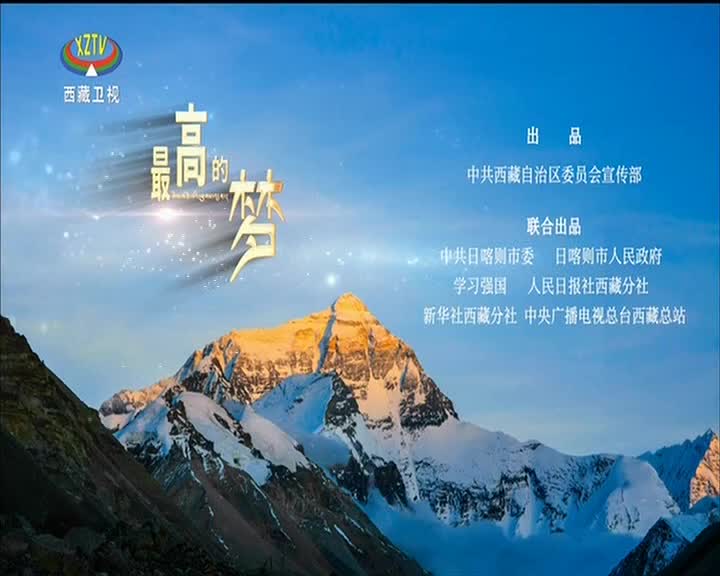 XZTV
西藏卫视
最高的梦
出 品
中共西藏自治区委员会宣传部
联合出品
中共日喀则市委 日喀则市人民政府
学习强国 人民日报社西藏分社
新华社西藏分社 中央广播电视总台西藏总站